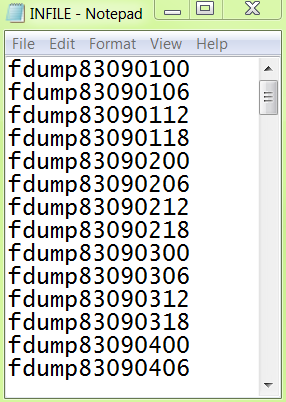 INFILE - Notepad
File Edit Format View Help
fdump83090100
fdump83090106
fdump83090112
fdump83090118
fdump83090200
fdump83090206
fdump83090212
fdump83090218
fdump83090300
fdump83090306
fdump83090312
fdump83090318
fdump83090400
fdump83090406